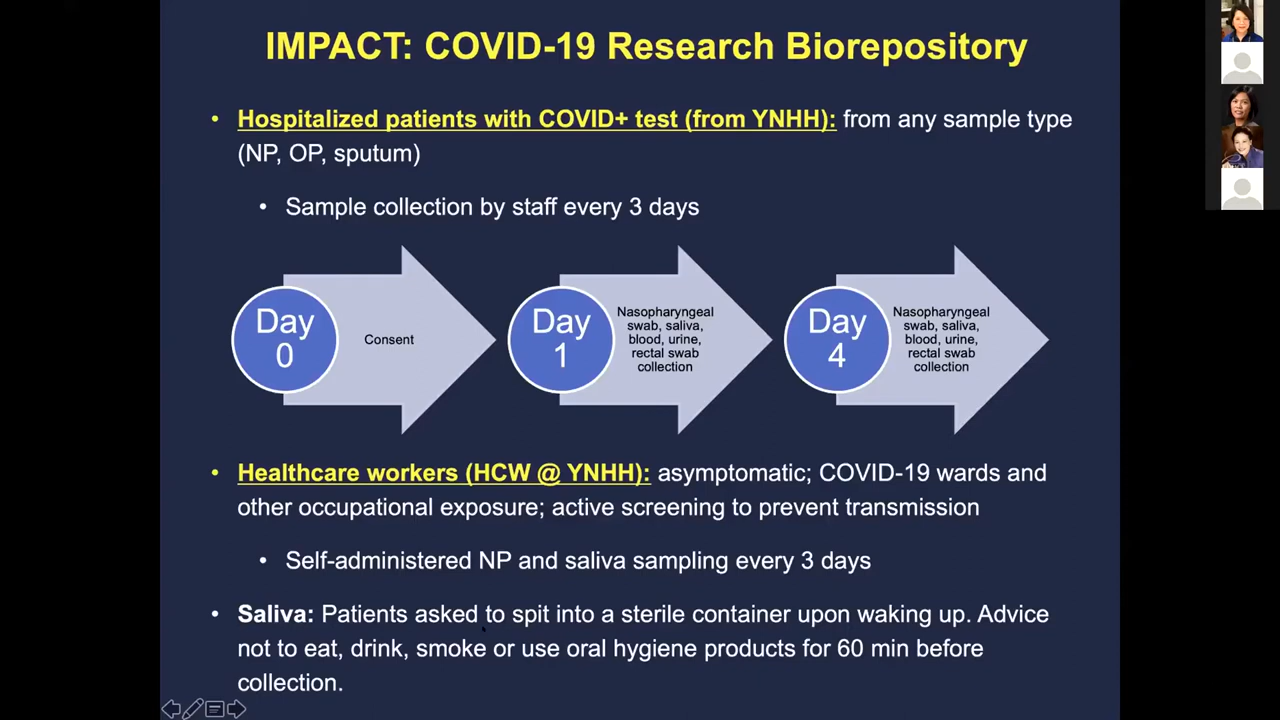 IMPACT: COVID-19 Research Biorepository
• Hospitalized patients with COVID+ test (from YNHH): from any sample type
(NP, OP, sputum)
• Sample collection by staff every 3 days
Day
0
Consent
Day
1
Nasopharyngeal
swab, saliva,
blood, urine,
rectal swab
collection
Day
4
Nasopharyngeal
swab, saliva,
blood, urine,
rectal swab
collection
• Healthcare workers (HCW @ YNHH): asymptomatic; COVID-19 wards and
other occupational exposure; active screening to prevent transmission
• Self-administered NP and saliva sampling every 3 days
• Saliva: Patients asked to spit into a sterile container upon waking up. Advice
not to eat, drink, smoke or use oral hygiene products for 60 min before
collection.